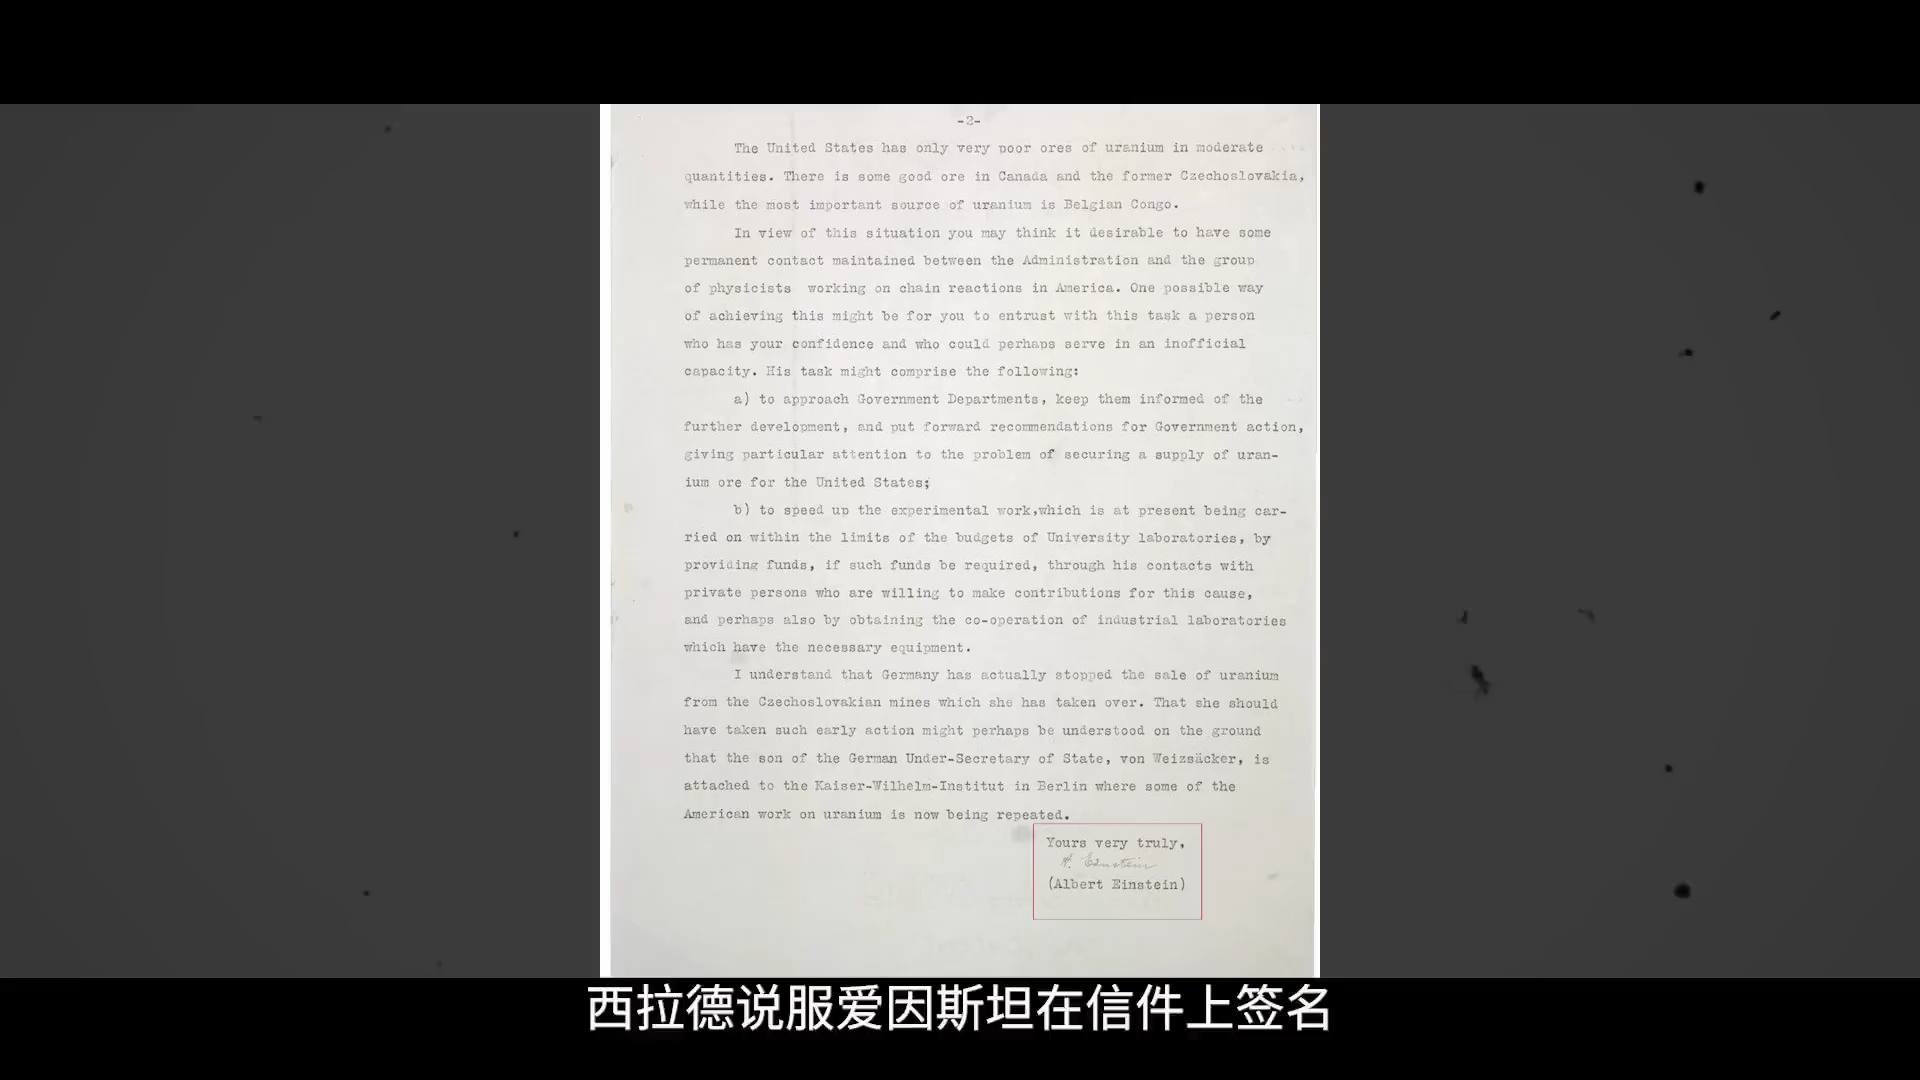 -2-
The United States has only very poor ores of uranium in moderate
quantities. There is some good ore in Canada and the former Czechoslovakia,
while the most important source of uranium is Belgian Congo.
In view of this situation you may think it desirable to have some
permanent contact maintained between the Administration and the group
of physicists working on chain reactions in America. One possible way
of achieving this might be for you to entrust with this task a person
who has your confidence and who could perhaps serve in an inofficial
capacity. His task might comprise the following:
a) to approach Government Departments, keep them informed of the
further development, and put forward recommendations for Government action,
giving particular attention to the problem of securing a supply of uran-
ium ore for the United States;
b) to speed up the experimental work,which is at present being car-
ried on within the limits of the budgets of University laboratories, by
providing funds, if such funds be required, through his contacts with
private persons who are willing to make contributions for this cause,
and perhaps also by obtaining the co-operation of industrial laboratories
which have the necessary equipment.
I understand that Germany has actually stopped the sale of uranium
from the Czechoslovakian mines which she has taken over. That she should
have taken such early action might perhaps be understood on the ground
that the son of the German Under-Secretary of State, von Weizsäcker, is
attached to the Kaiser-Wilhelm-Institut in Berlin where some of the
American work on uranium is now being repeated.
Yours very truly,
A. Einstein
(Albert Einstein)
西拉德说服爱因斯坦在信件上签名